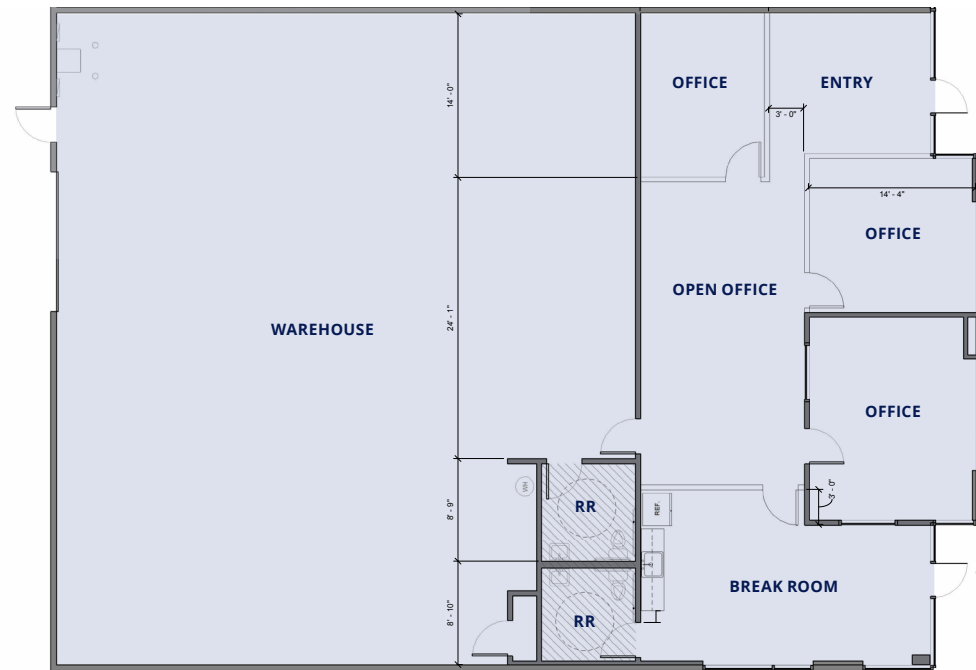 OFFICE
ENTRY
14' - 0"
3' - 0"
14' - 4"
OFFICE
OPEN OFFICE
WAREHOUSE
24' - 1"
OFFICE
3' - 0"
WH
REF.
RR
8' - 9"
BREAK ROOM
RR
8' - 10"